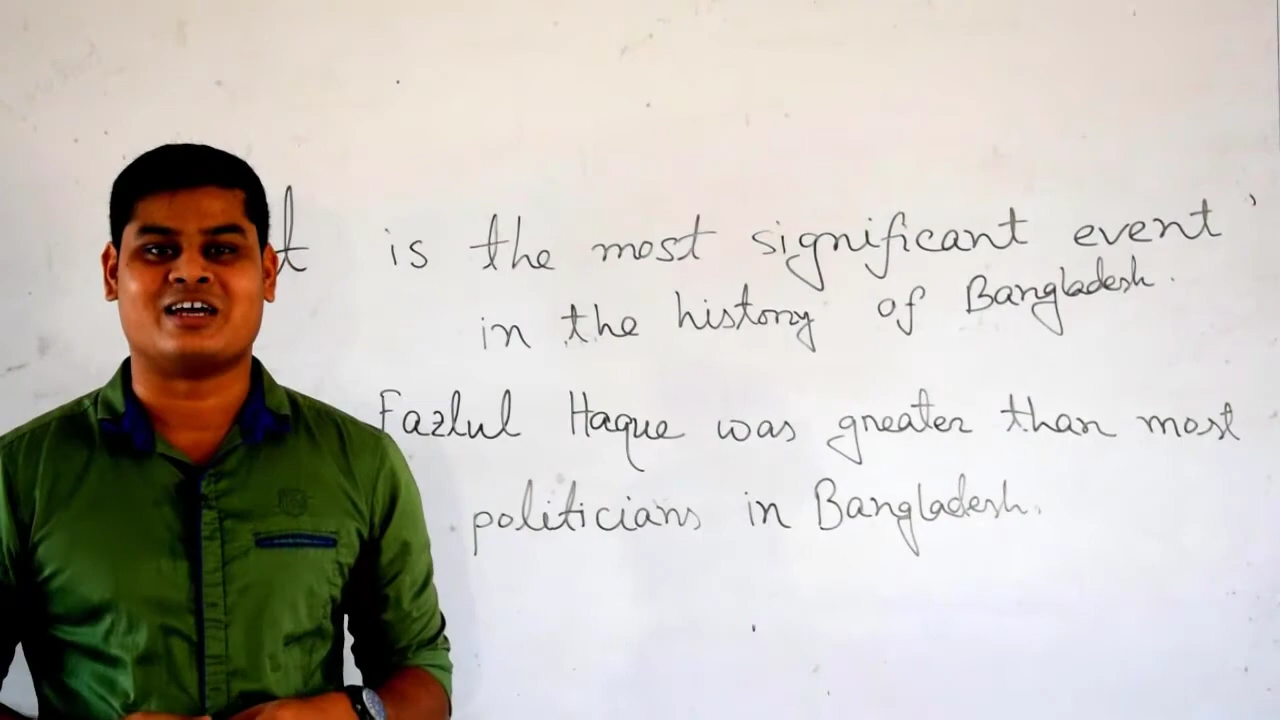 is the most significant event
in the history of Bangladesh.
Fazlul Haque was greater than most
politicians in Bangladesh.